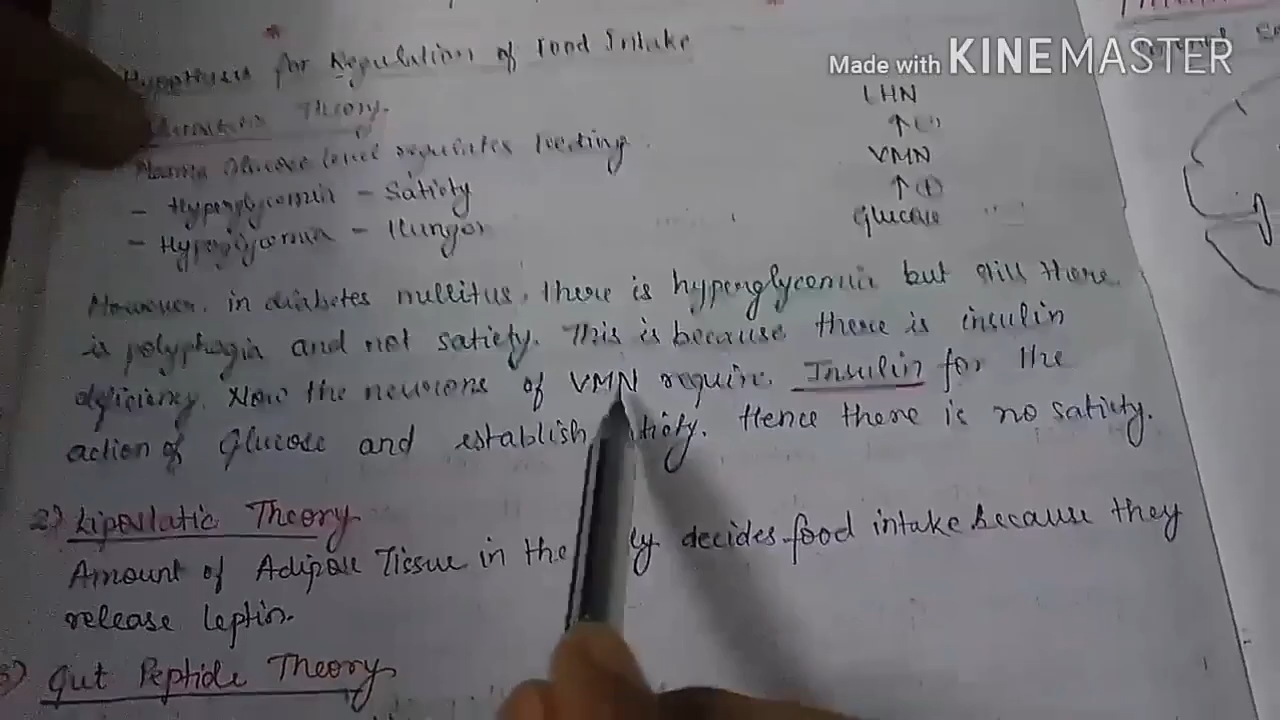 Made with KINEMASTER
Hypothesis for Regulation of Food Intake
Theory.
Plasma Glucose level regulates feeding.
- Hyperglycemia - Satiety
- Hypoglycemia - Hunger
LHN
↑(-)
VMN
↑(+)
Glucose
However, in diabetes mellitus, there is hyperglycemia but still there
is polyphagia and not satiety. This is because there is insulin
deficiency. Now the neurons of VMN require Insulin for the
action of Glucose and establish. Hence there is no satiety.
2) Lipostatic Theory
Amount of Adipose Tissue in the decides food intake because they
release leptin.
3) Gut Peptide Theory